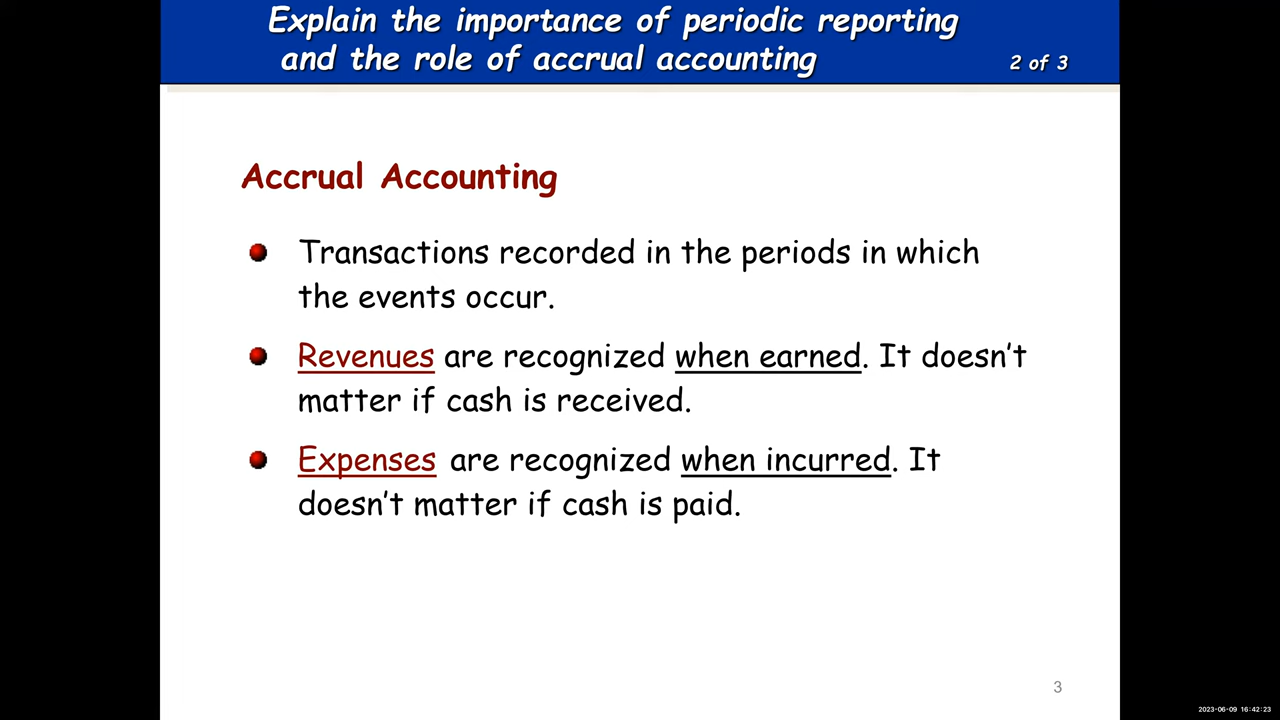 Explain the importance of periodic reporting
and the role of accrual accounting
2 of 3
Accrual Accounting
Transactions recorded in the periods in which
the events occur.
Revenues are recognized when earned. It doesn’t
matter if cash is received.
Expenses are recognized when incurred. It
doesn’t matter if cash is paid.
3
2023-06-09 16:42:23